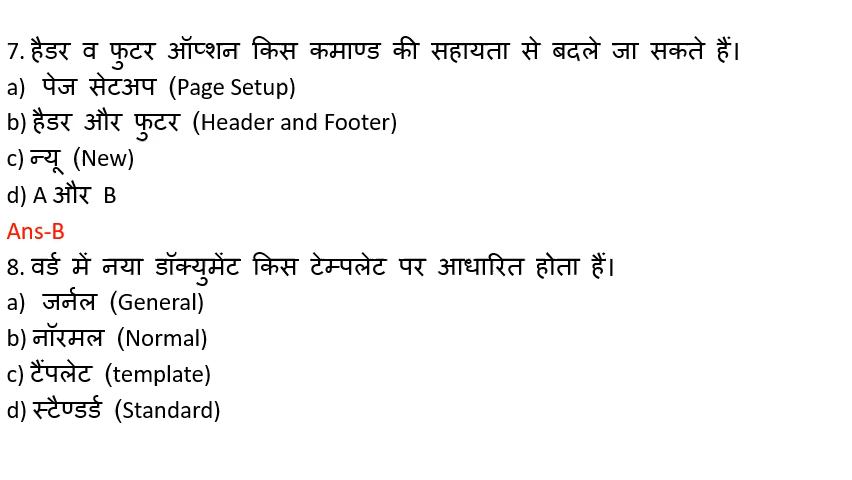 7. हैडर व फुटर ऑप्शन किस कमाण्ड की सहायता से बदले जा सकते हैं।
a) पेज सेटअप (Page Setup)
b) हैडर और फुटर (Header and Footer)
c) न्यू (New)
d) A और B
Ans-B
8. वर्ड में नया डॉक्युमेंट किस टेम्पलेट पर आधारित होता हैं।
a) जर्नल (General)
b) नॉरमल (Normal)
c) टैंपलेट (template)
d) स्टैण्डर्ड (Standard)